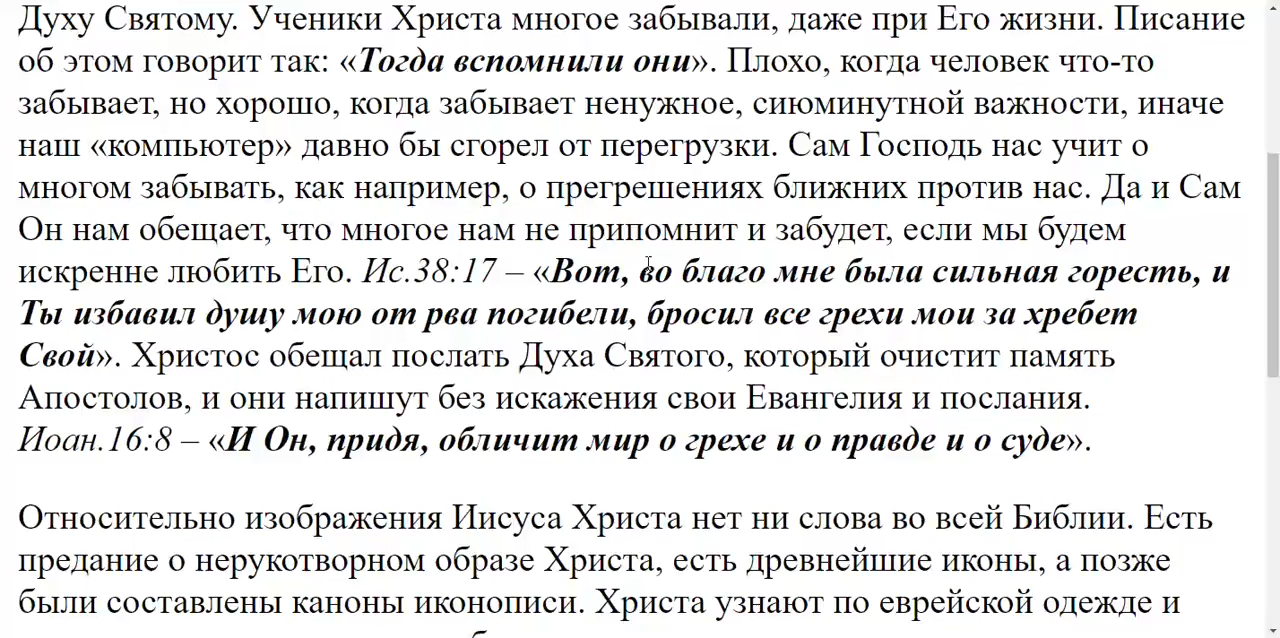 Духу Святому. Ученики Христа многое забывали, даже при Его жизни. Писание
об этом говорит так: «Тогда вспомнили они». Плохо, когда человек что-то
забывает, но хорошо, когда забывает ненужное, сиюминутной важности, иначе
наш «компьютер» давно бы сгорел от перегрузки. Сам Господь нас учит о
многом забывать, как например, о прегрешениях ближних против нас. Да и Сам
Он нам обещает, что многое нам не припомнит и забудет, если мы будем
искренне любить Его. Ис.38:17 – «Вот, во благо мне была сильная горесть, и
Ты избавил душу мою от рва погибели, бросил все грехи мои за хребет
Свой». Христос обещал послать Духа Святого, который очистит память
Апостолов, и они напишут без искажения свои Евангелия и послания.
Иоан.16:8 – «И Он, придя, обличит мир о грехе и о правде и о суде».
Относительно изображения Иисуса Христа нет ни слова во всей Библии. Есть
предание о нерукотворном образе Христа, есть древнейшие иконы, а позже
были составлены каноны иконописи. Христа узнают по еврейской одежде и